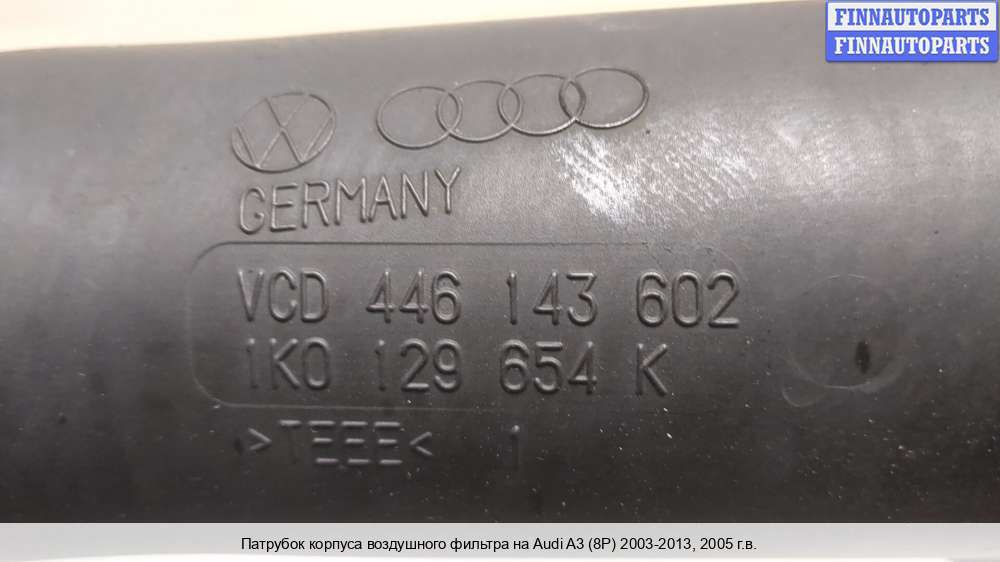 FINNAUTOPARTS
FINNAUTOPARTS
GERMANY
VCD 446 143 602
1K0 129 654 K
>TEEE< 1
Патрубок корпуса воздушного фильтра на Audi A3 (8P) 2003-2013, 2005 г.в.